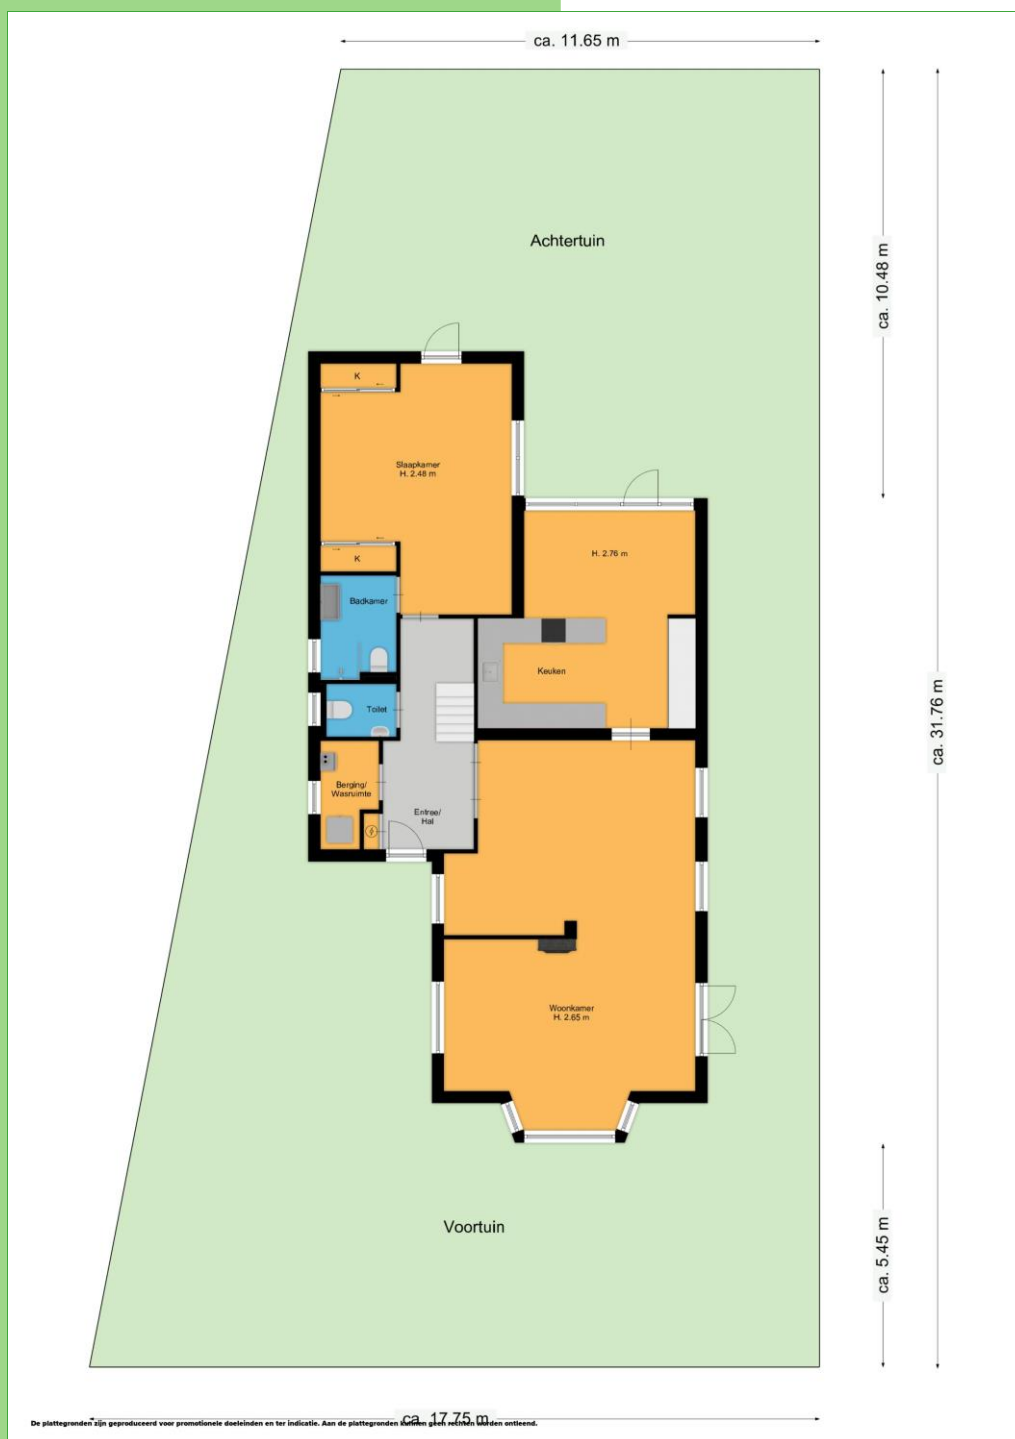 ca. 11.65 m
Achtertuin
ca. 10.48 m
K
Slaapkamer
H. 2.48 m
H. 2.76 m
K
Badkamer
Keuken
ca. 31.76 m
Toilet
Berging/
Wasruimte
Entree/
Hal
Woonkamer
H. 2.65 m
Voortuin
ca. 5.45 m
ca. 17.75 m
De plattegronden zijn geproduceerd voor promotionele doeleinden en ter indicatie. Aan de plattegronden kunnen geen rechten worden ontleend.